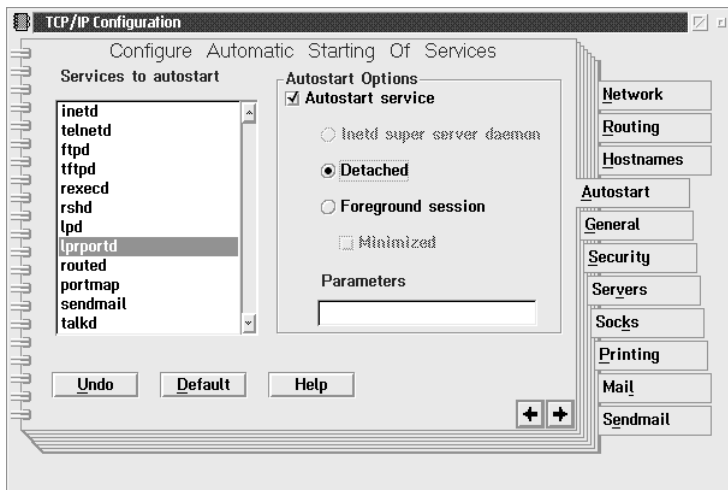 TCP/IP Configuration
Configure Automatic Starting Of Services
Services to autostart
inetd
telnetd
ftpd
tftpd
rexecd
rshd
lpd
lprportd
routed
portmap
sendmail
talkd
Autostart Options
Autostart service
Inetd super server daemon
Detached
Foreground session
Minimized
Parameters
Undo
Default
Help
Network
Routing
Hostnames
Autostart
General
Security
Servers
Socks
Printing
Mail
Sendmail